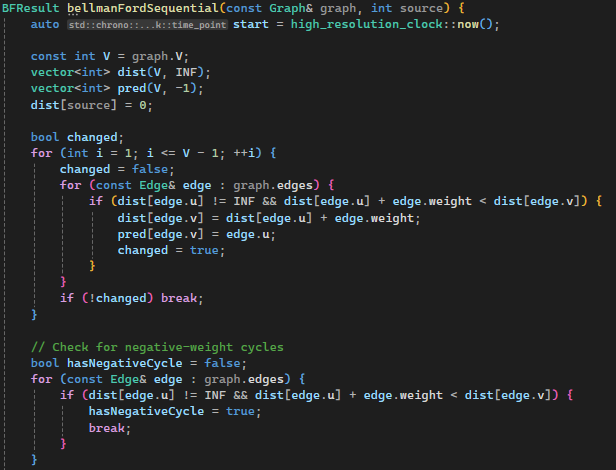 BFResult bellmanFordSequential(const Graph& graph, int source) {
    auto std::chrono::...k::time_point start = high_resolution_clock::now();

    const int V = graph.V;
    vector<int> dist(V, INF);
    vector<int> pred(V, -1);
    dist[source] = 0;

    bool changed;
    for (int i = 1; i <= V - 1; ++i) {
        changed = false;
        for (const Edge& edge : graph.edges) {
            if (dist[edge.u] != INF && dist[edge.u] + edge.weight < dist[edge.v]) {
                dist[edge.v] = dist[edge.u] + edge.weight;
                pred[edge.v] = edge.u;
                changed = true;
            }
        }
        if (!changed) break;
    }

    // Check for negative-weight cycles
    bool hasNegativeCycle = false;
    for (const Edge& edge : graph.edges) {
        if (dist[edge.u] != INF && dist[edge.u] + edge.weight < dist[edge.v]) {
            hasNegativeCycle = true;
            break;
        }
    }